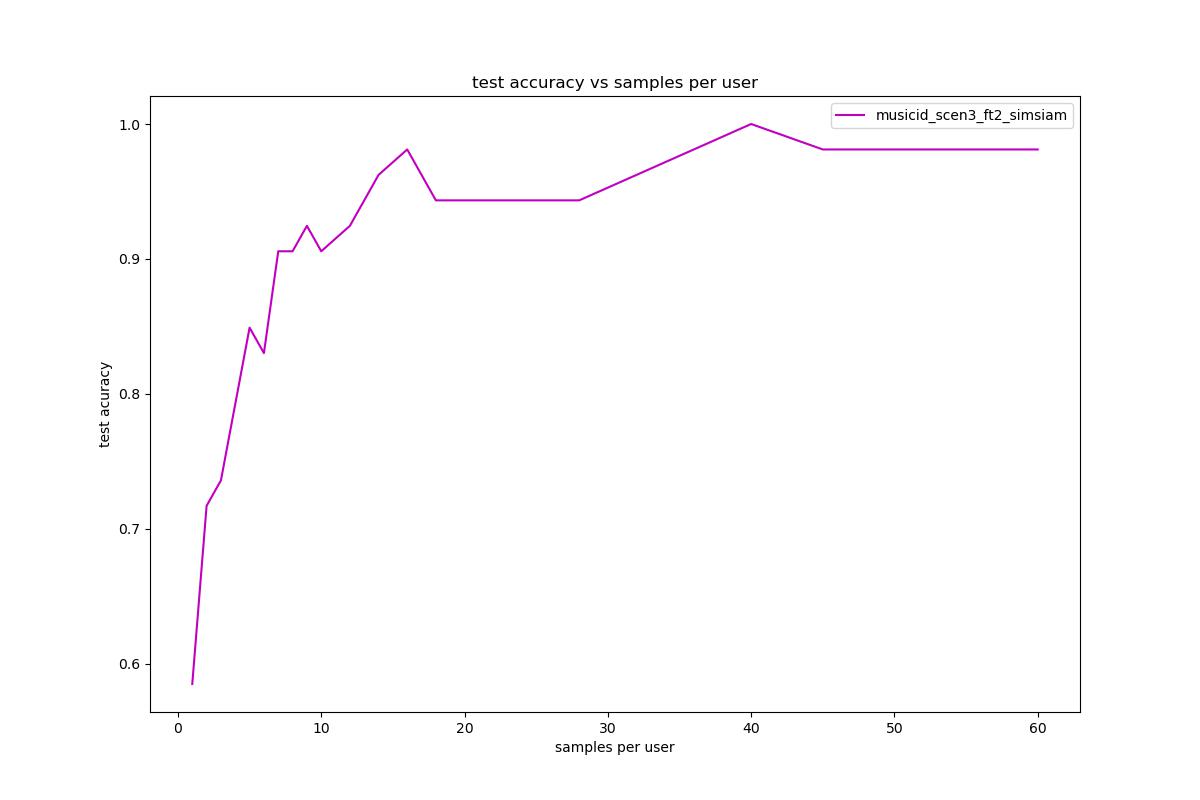 test accuracy vs samples per user
musicid_scen3_ft2_simsiam
1.0
0.9
0.8
0.7
0.6
test acuracy
0 10 20 30 40 50 60
samples per user